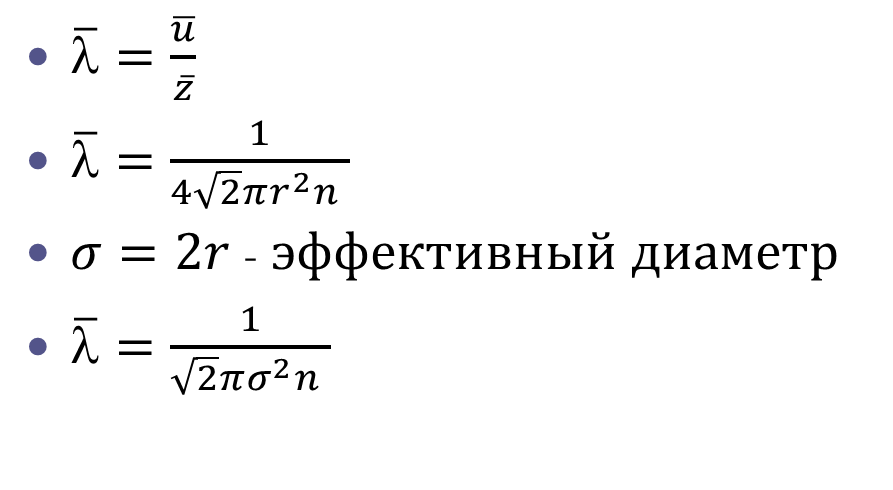 • λ̄ = ū / z̄
• λ̄ = 1 / 4√2πr²n
• σ = 2r - эффективный диаметр
• λ̄ = 1 / √2πσ²n